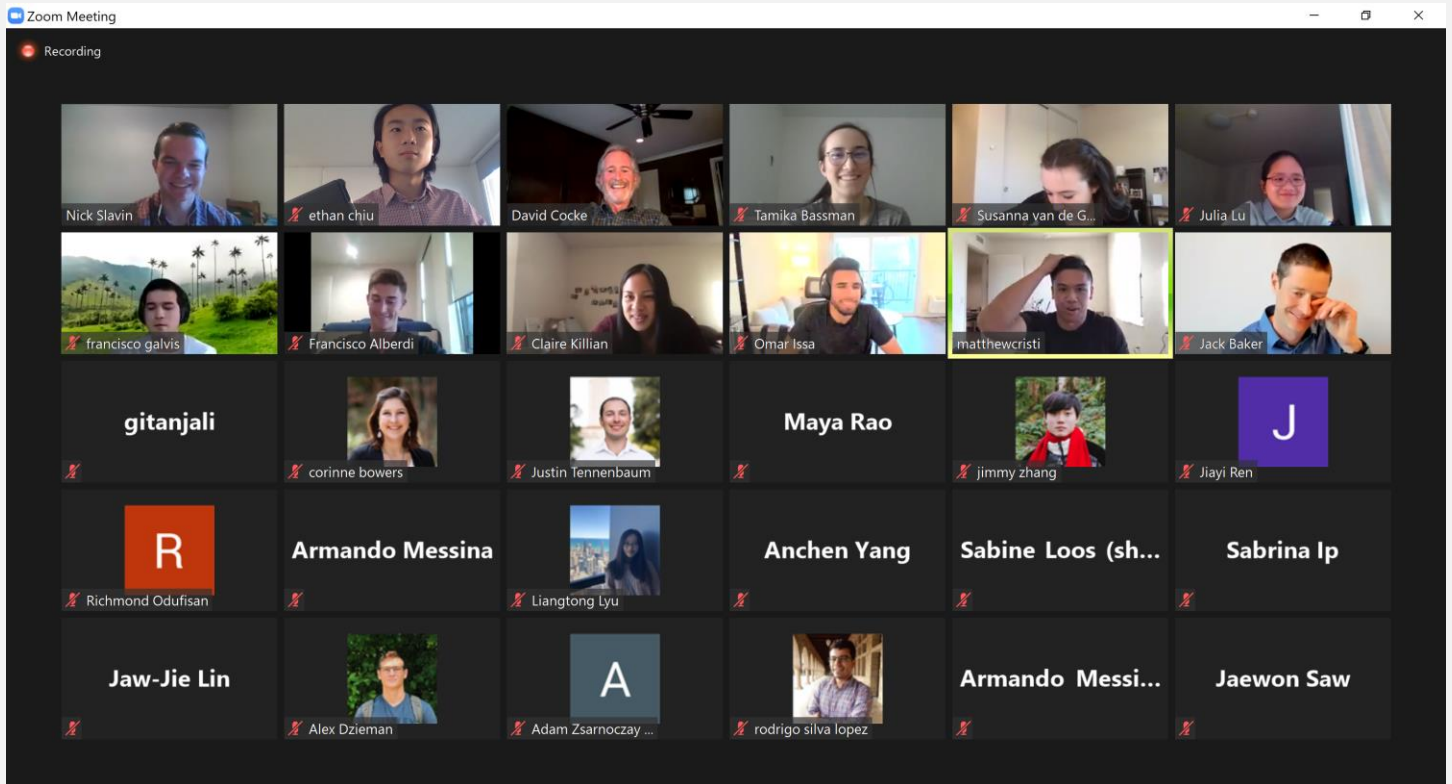 Zoom Meeting
Recording
Nick Slavin
ethan chiu
David Cocke
Tamika Bassman
Susanna van de G...
Julia Lu
francisco galvis
Francisco Alberdi
Claire Killian
Omar Issa
matthewcristi
Jack Baker
gitanjali
corinne bowers
Justin Tennenbaum
Maya Rao
jimmy zhang
J
Jiayi Ren
R
Richmond Odufisan
Armando Messina
Liangtong Lyu
Anchen Yang
Sabine Loos (sh...
Sabrina Ip
Jaw-Jie Lin
Alex Dzieman
A
Adam Zsarnoczay ...
rodrigo silva lopez
Armando Messi...
Jaewon Saw